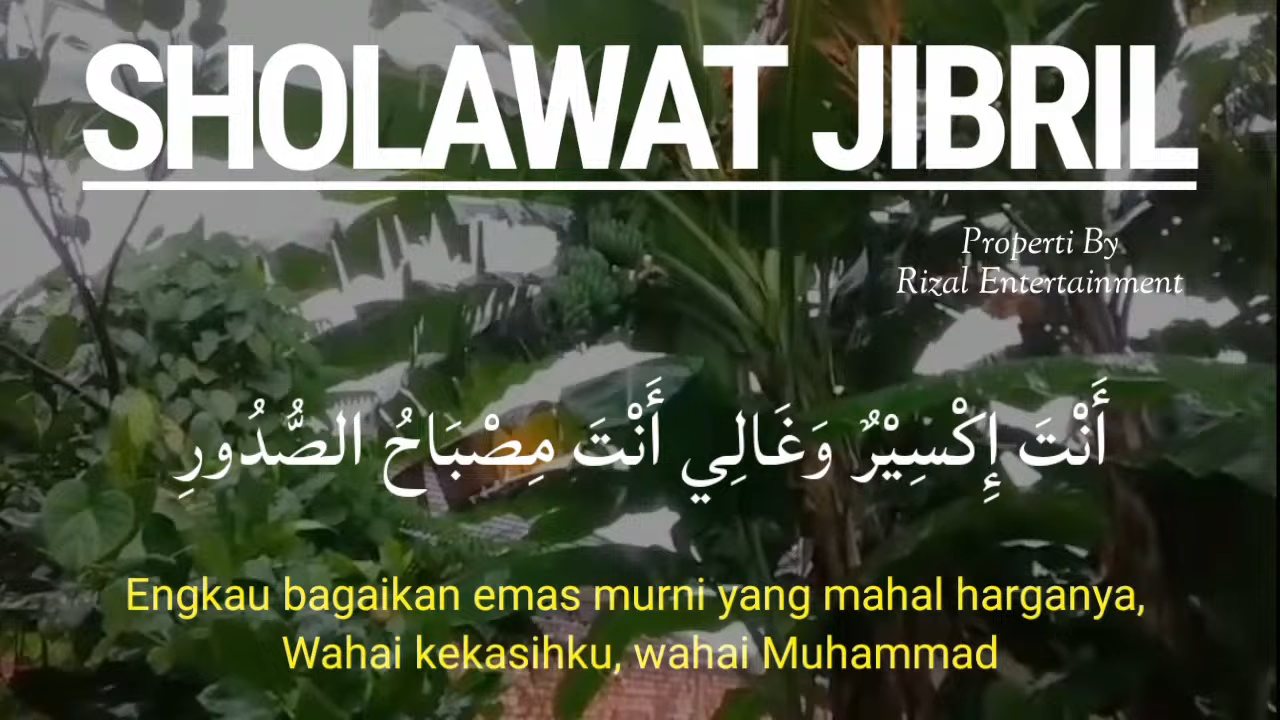 SHOLAWAT JIBRIL
Properti By
Rizal Entertainment
أَنْتَ إِكْسِيْرٌ وَغَالِي أَنْتَ مِصْبَاحُ الصُّدُورِ
Engkau bagaikan emas murni yang mahal harganya,
Wahai kekasihku, wahai Muhammad